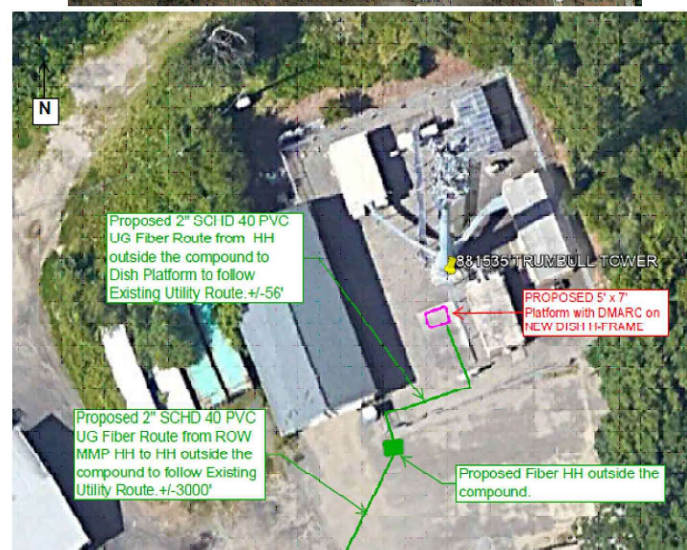 N
Proposed 2" SCHD 40 PVC
UG Fiber Route from HH
outside the compound to
Dish Platform to follow
Existing Utility Route.+/-56'
881535 TRUMBULL TOWER
PROPOSED 5' x 7'
Platform with DMARC on
NEW DISH H-FRAME
Proposed 2" SCHD 40 PVC
UG Fiber Route from ROW
MMP HH to HH outside the
compound to follow Existing
Utility Route.+/-3000'
Proposed Fiber HH outside the
compound.